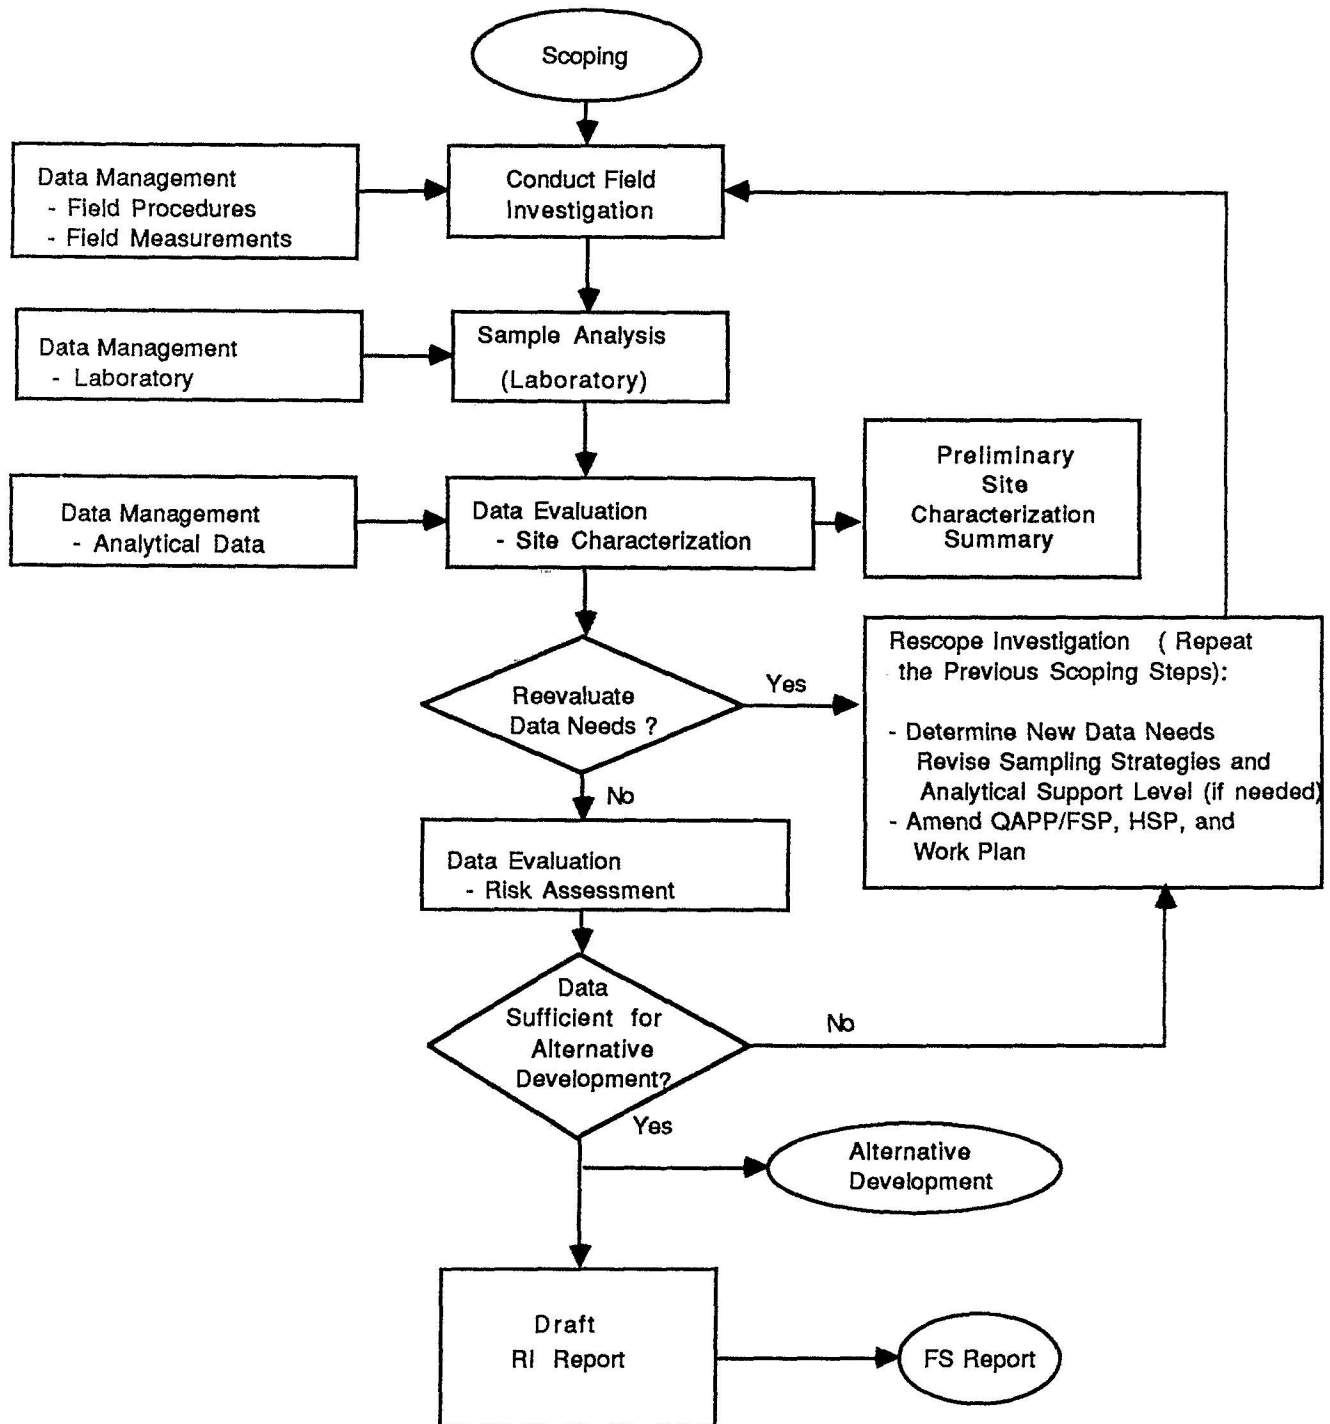 Scoping
Data Management
- Field Procedures
- Field Measurements
Conduct Field
Investigation
Data Management
- Laboratory
Sample Analysis
(Laboratory)
Data Management
- Analytical Data
Data Evaluation
- Site Characterization
Preliminary
Site
Characterization
Summary
Reevaluate
Data Needs ?
Yes
Rescope Investigation ( Repeat
the Previous Scoping Steps):
- Determine New Data Needs
Revise Sampling Strategies and
Analytical Support Level (if needed)
- Amend QAPP/FSP, HSP, and
Work Plan
No
Data Evaluation
- Risk Assessment
Data
Sufficient for
Alternative
Development?
No
Yes
Alternative
Development
Draft
RI Report
FS Report